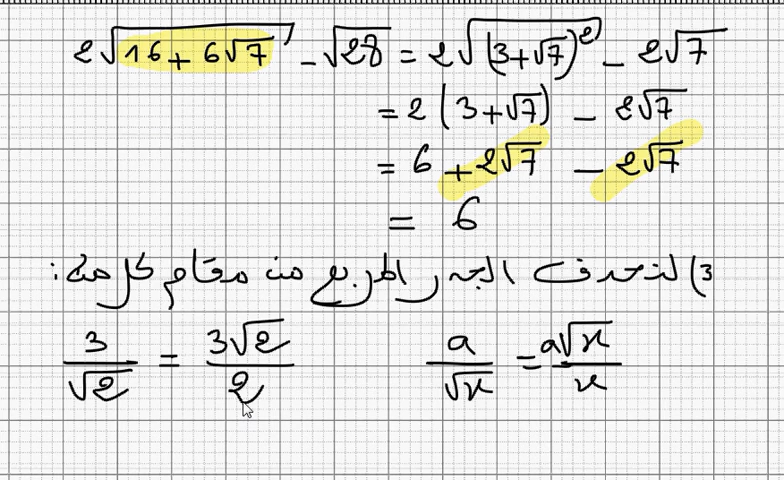 2√(16 + 6√7) - √28 = 2√((3+√7)²) - 2√7
= 2 (3+√7) - 2√7
= 6 + 2√7 - 2√7
= 6
3) لنحذف الجذر المربع من مقام كل من :
3/√2 = 3√2/2 a/√x = a√x/x